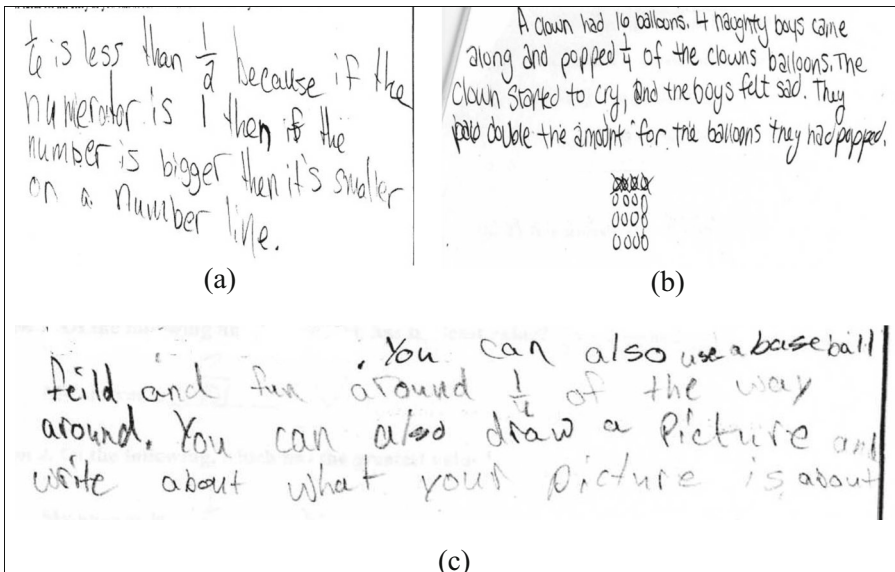 1/6 is less than 1/2 because if the
numerator is 1 then if the
number is bigger then it's smaller
on a number line.
(a)
A clown had 16 balloons. 4 naughty boys came
along and popped 1/4 of the clowns balloons. The
clown started to cry, and the boys felt sad. They
paid double the amount for the balloons they had popped.
(b)
You can also use a baseball
feild and run around 1/4 of the way
around. You can also draw a picture and
write about what your picture is about
(c)